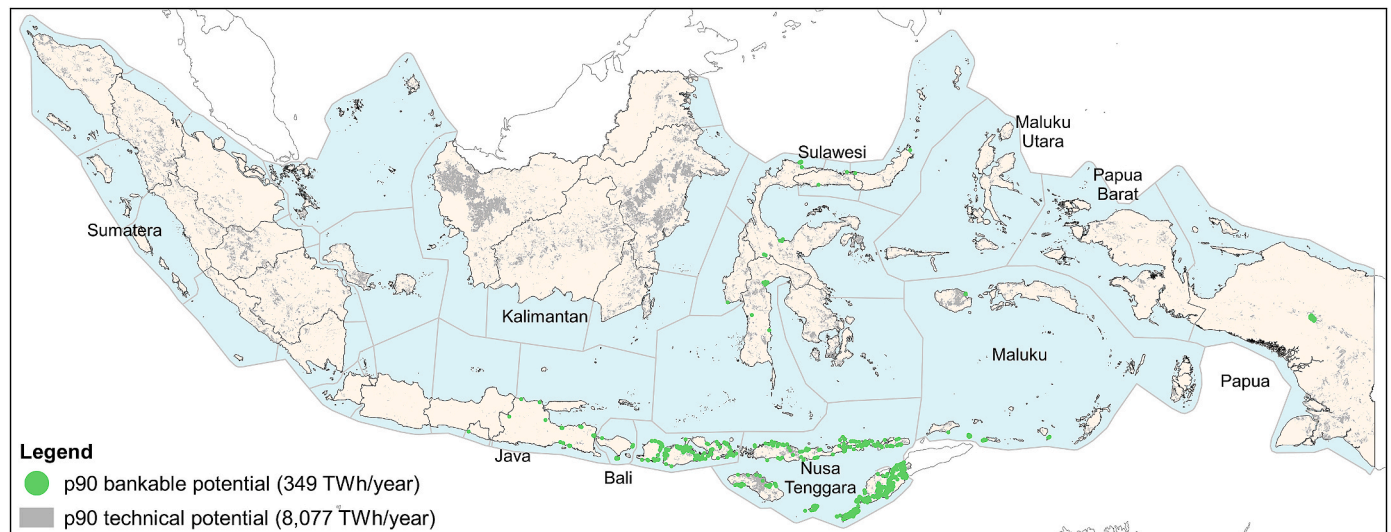 Maluku
Utara
Sulawesi
Papua
Barat
Sumatera
Kalimantan
Maluku
Papua
Java
Bali
Nusa
Tenggara
Legend
p90 bankable potential (349 TWh/year)
p90 technical potential (8,077 TWh/year)